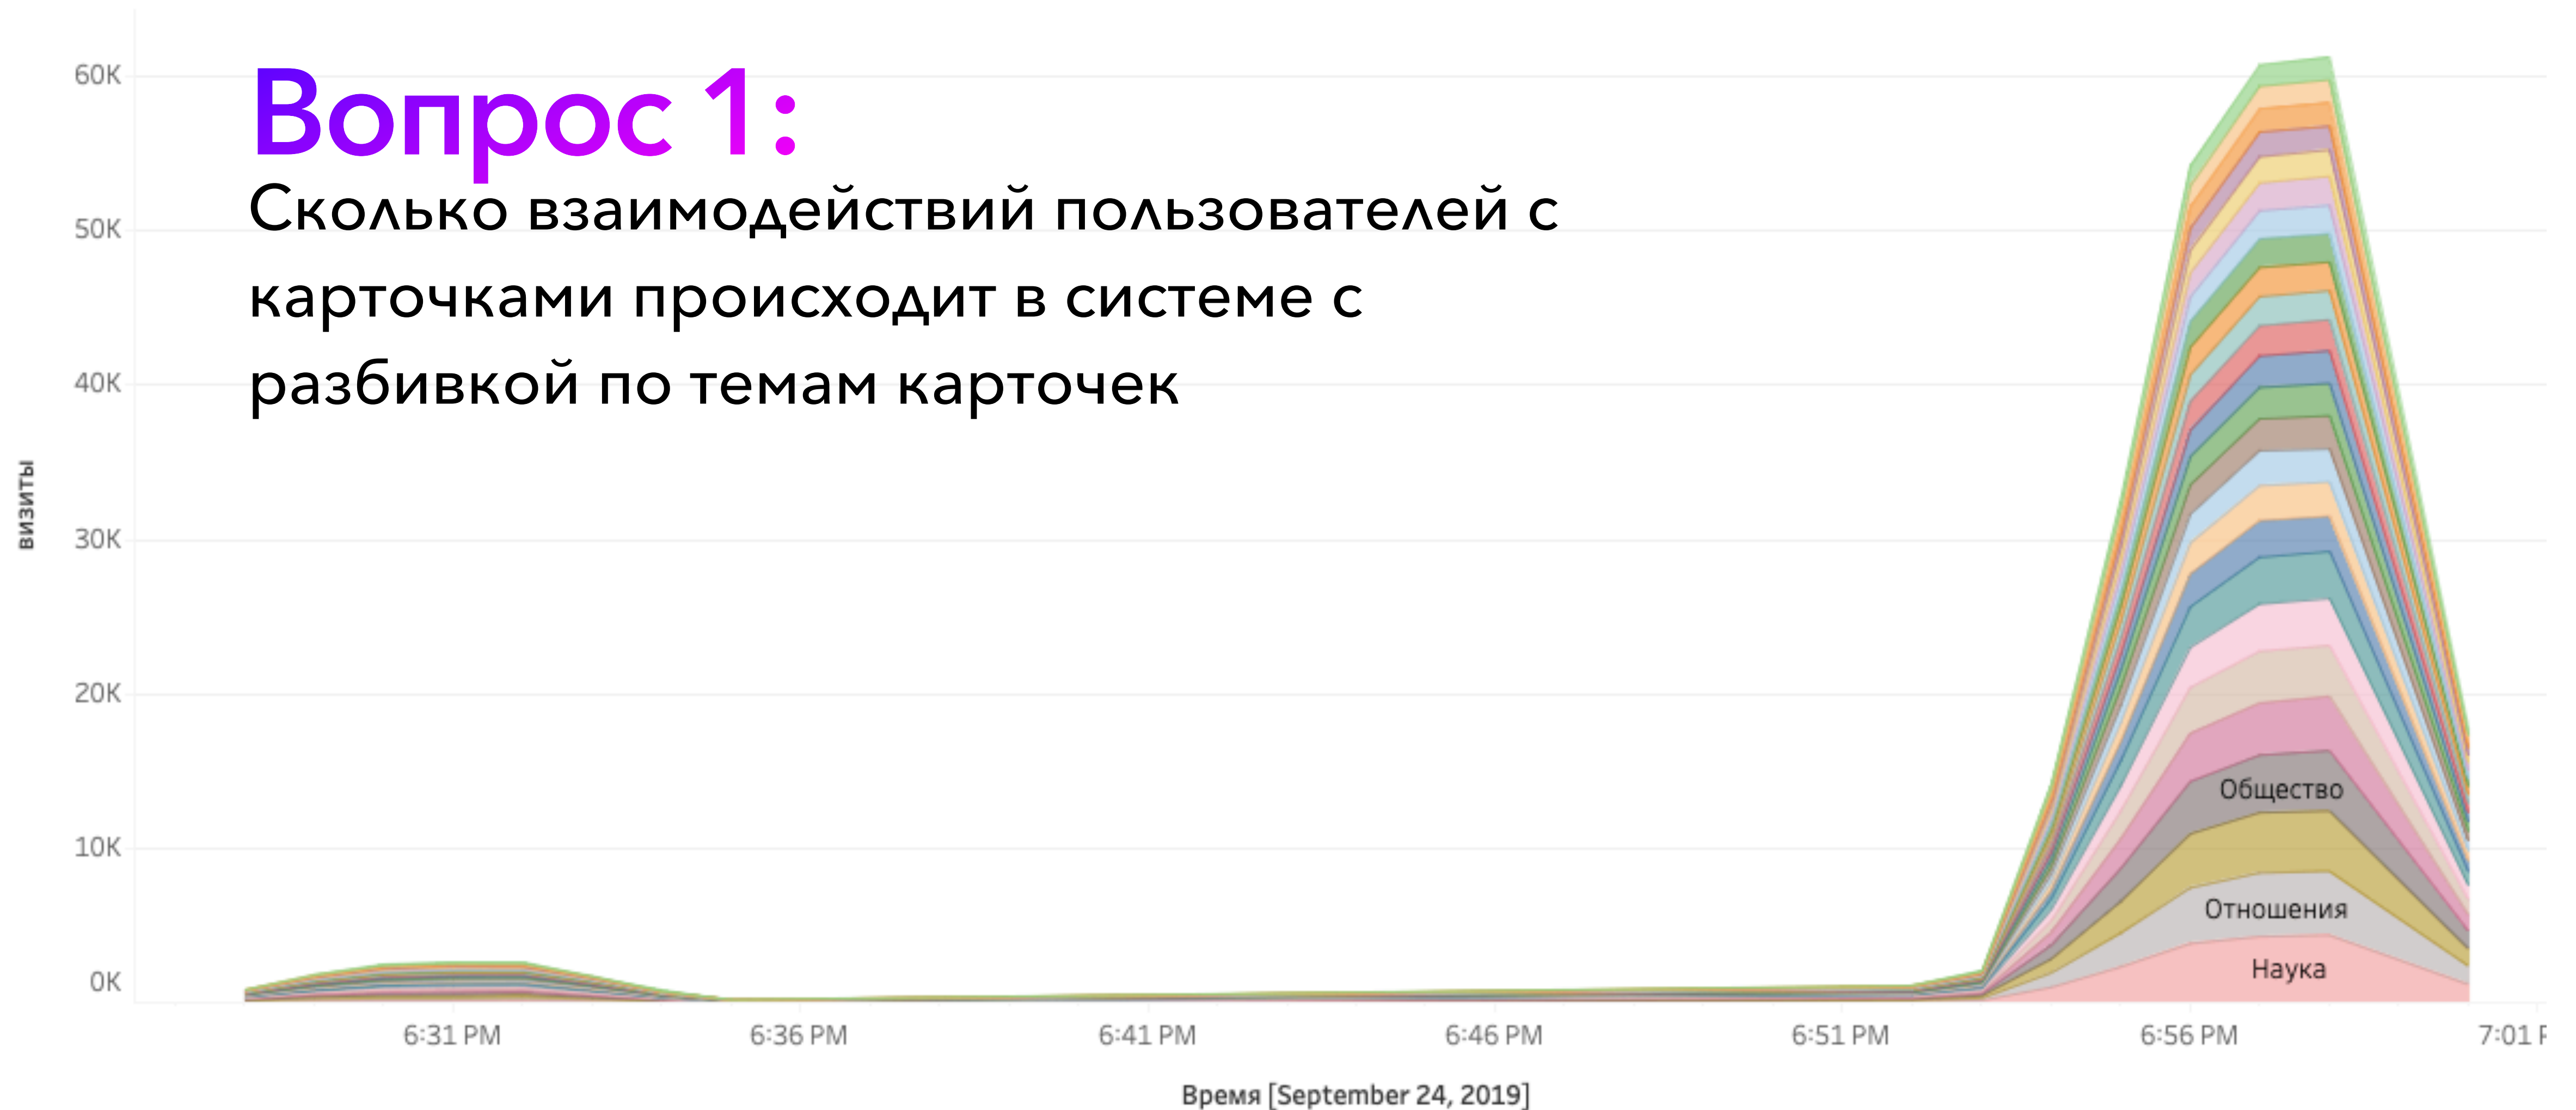 Вопрос 1:
Сколько взаимодействий пользователей с
карточками происходит в системе с
разбивкой по темам карточек
60K
50K
40K
30K
20K
10K
0K
визиты
Общество
Отношения
Наука
6:31 PM
6:36 PM
6:41 PM
6:46 PM
6:51 PM
6:56 PM
7:01 P
Время [September 24, 2019]